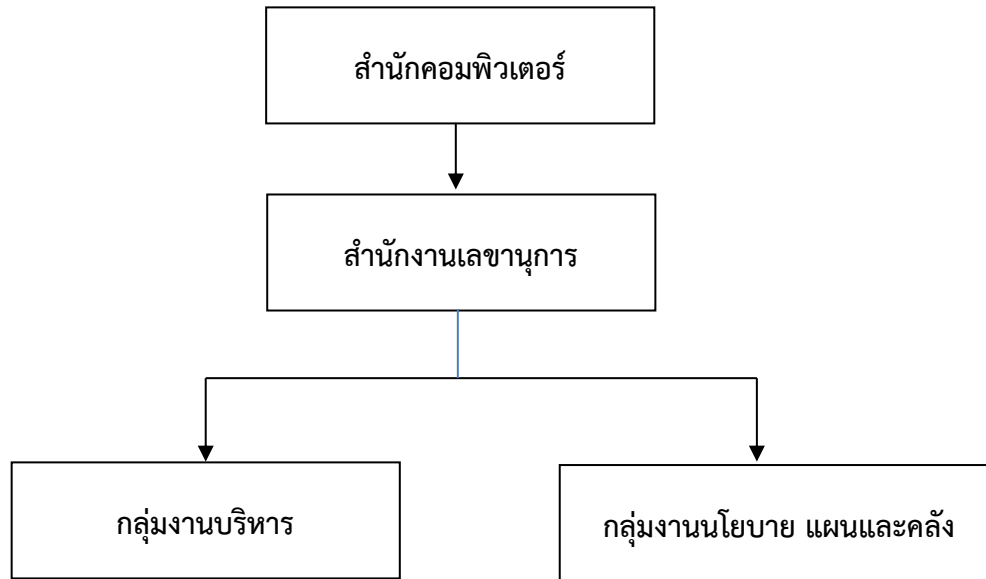 สำนักคอมพิวเตอร์
สำนักงานเลขานุการ
กลุ่มงานบริหาร
กลุ่มงานนโยบาย แผนและคลัง